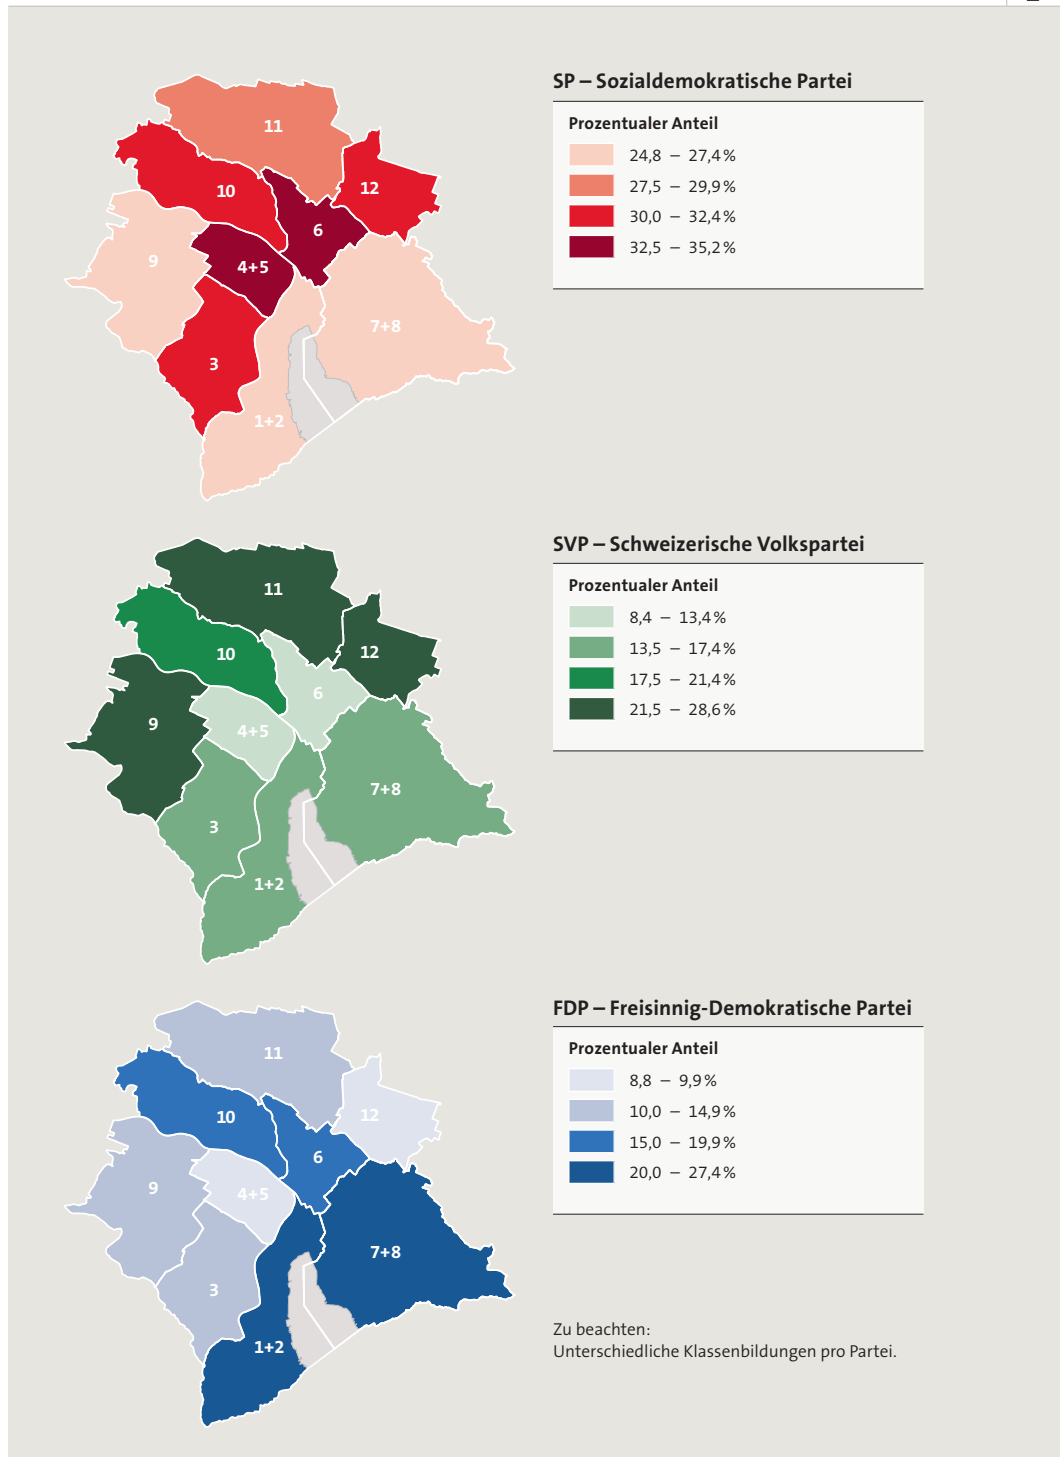 SP – Sozialdemokratische Partei
Prozentualer Anteil
24,8 – 27,4 %
27,5 – 29,9 %
30,0 – 32,4 %
32,5 – 35,2 %
11
10
12
6
9
4+5
7+8
3
1+2
SVP – Schweizerische Volkspartei
Prozentualer Anteil
8,4 – 13,4 %
13,5 – 17,4 %
17,5 – 21,4 %
21,5 – 28,6 %
11
10
12
6
9
4+5
7+8
3
1+2
FDP – Freisinnig-Demokratische Partei
Prozentualer Anteil
8,8 – 9,9 %
10,0 – 14,9 %
15,0 – 19,9 %
20,0 – 27,4 %
11
10
12
6
9
4+5
7+8
3
1+2
Zu beachten:
Unterschiedliche Klassenbildungen pro Partei.